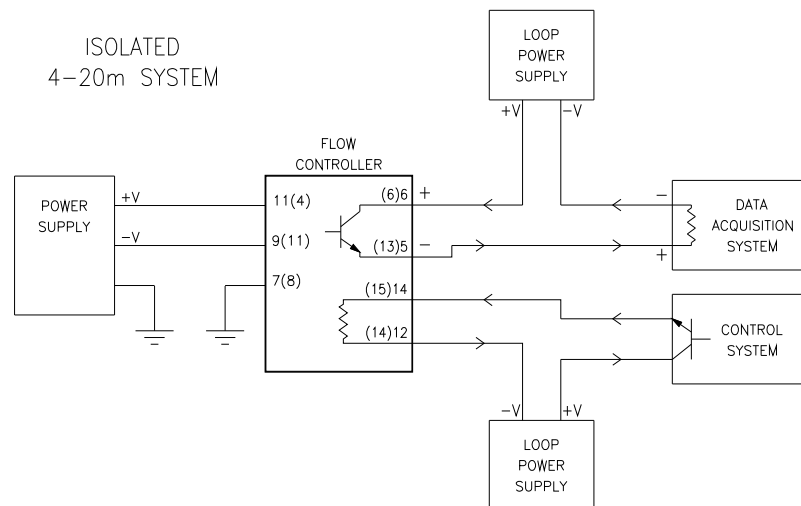 ISOLATED
4-20m SYSTEM
LOOP
POWER
SUPPLY
+V
-V
FLOW
CONTROLLER
POWER
SUPPLY
+V
-V
11(4)
9(11)
7(8)
(6)6
+
(13)5
-
(15)14
(14)12
-
+
DATA
ACQUISITION
SYSTEM
CONTROL
SYSTEM
-V
+V
LOOP
POWER
SUPPLY